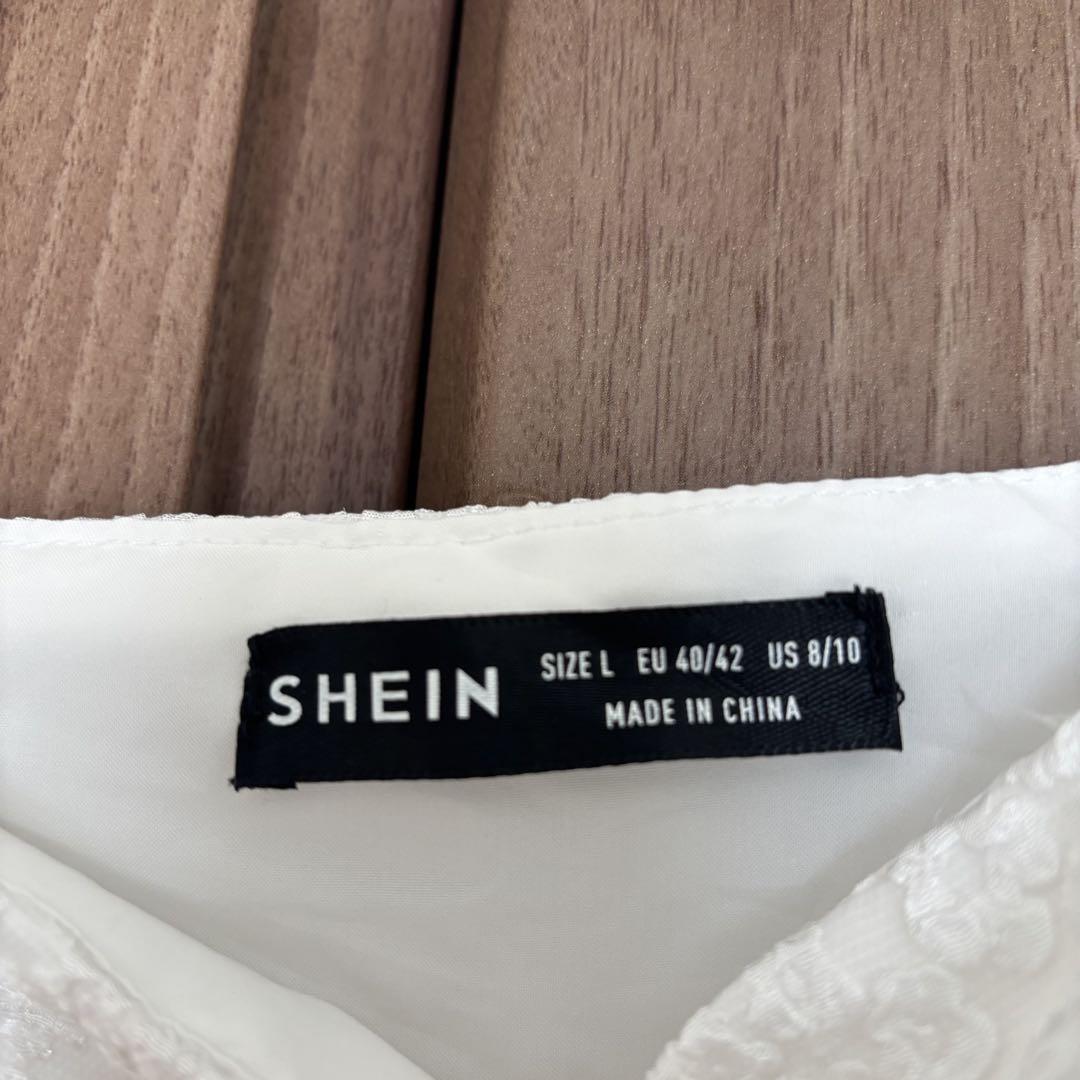 SHEIN
SIZE L EU 40/42 US 8/10
MADE IN CHINA